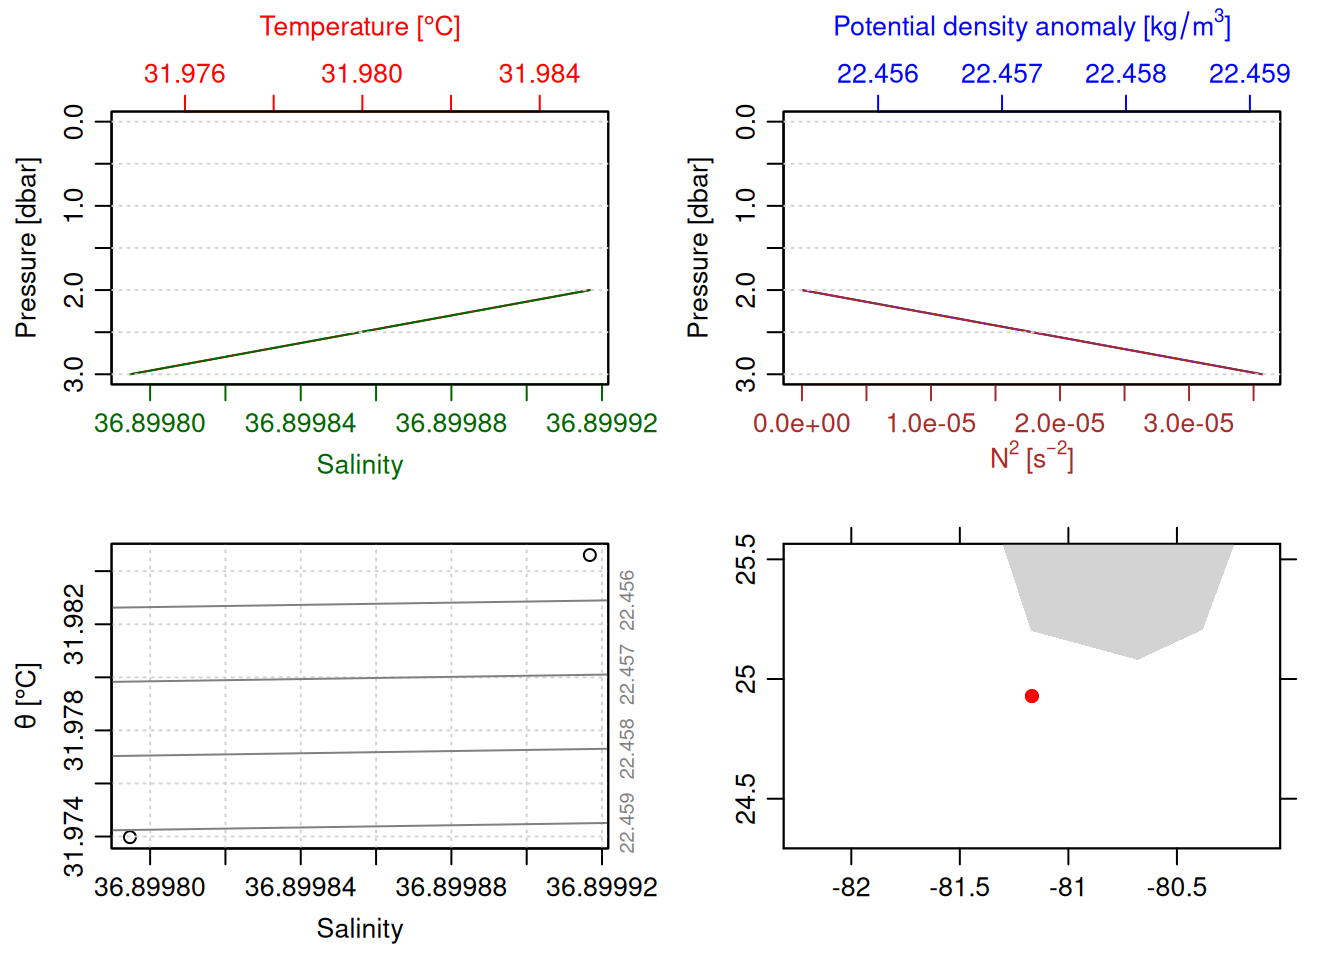 Temperature [°C]
31.976 31.980 31.984
Pressure [dbar]
0.0 1.0 2.0 3.0
36.89980 36.89984 36.89988 36.89992
Salinity
Potential density anomaly [kg/m³]
22.456 22.457 22.458 22.459
Pressure [dbar]
0.0 1.0 2.0 3.0
0.0e+00 1.0e-05 2.0e-05 3.0e-05
N² [s⁻²]
θ [°C]
31.974 31.978 31.982
22.456
22.457
22.458
22.459
36.89980 36.89984 36.89988 36.89992
Salinity
25.5
25
24.5
-82 -81.5 -81 -80.5